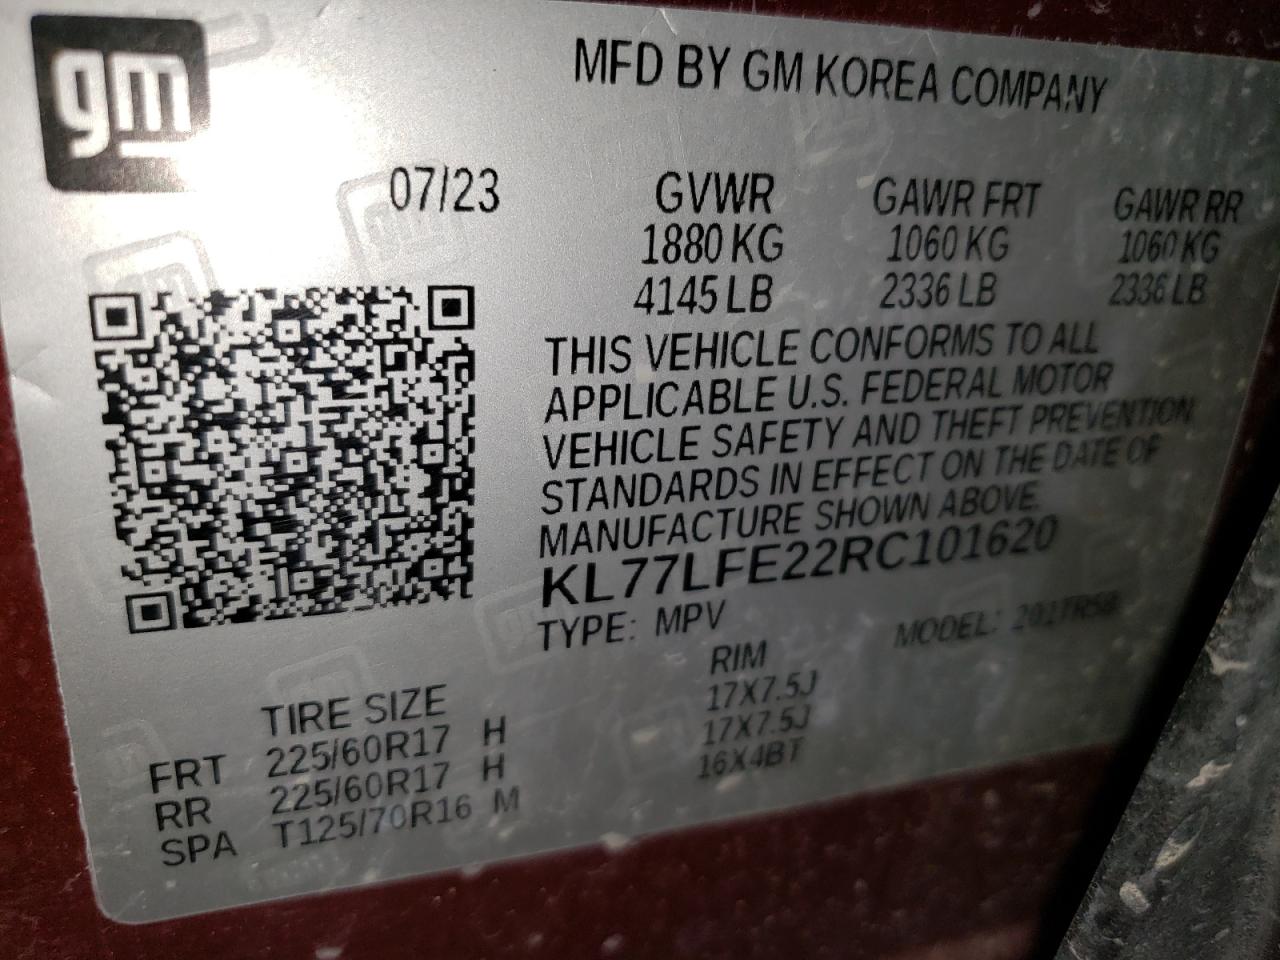 gm
MFD BY GM KOREA COMPANY
07/23 GVWR GAWR FRT GAWR RR
1880 KG 1060 KG 1060 KG
4145 LB 2336 LB 2336 LB
THIS VEHICLE CONFORMS TO ALL
APPLICABLE U.S. FEDERAL MOTOR
VEHICLE SAFETY AND THEFT PREVENTION
STANDARDS IN EFFECT ON THE DATE OF
MANUFACTURE SHOWN ABOVE.
KL77LFE22RC101620
TYPE: MPV MODEL:
TIRE SIZE RIM
FRT 225/60R17 H 17X7.5J
RR 225/60R17 H 17X7.5J
SPA T125/70R16 M 16X4BT